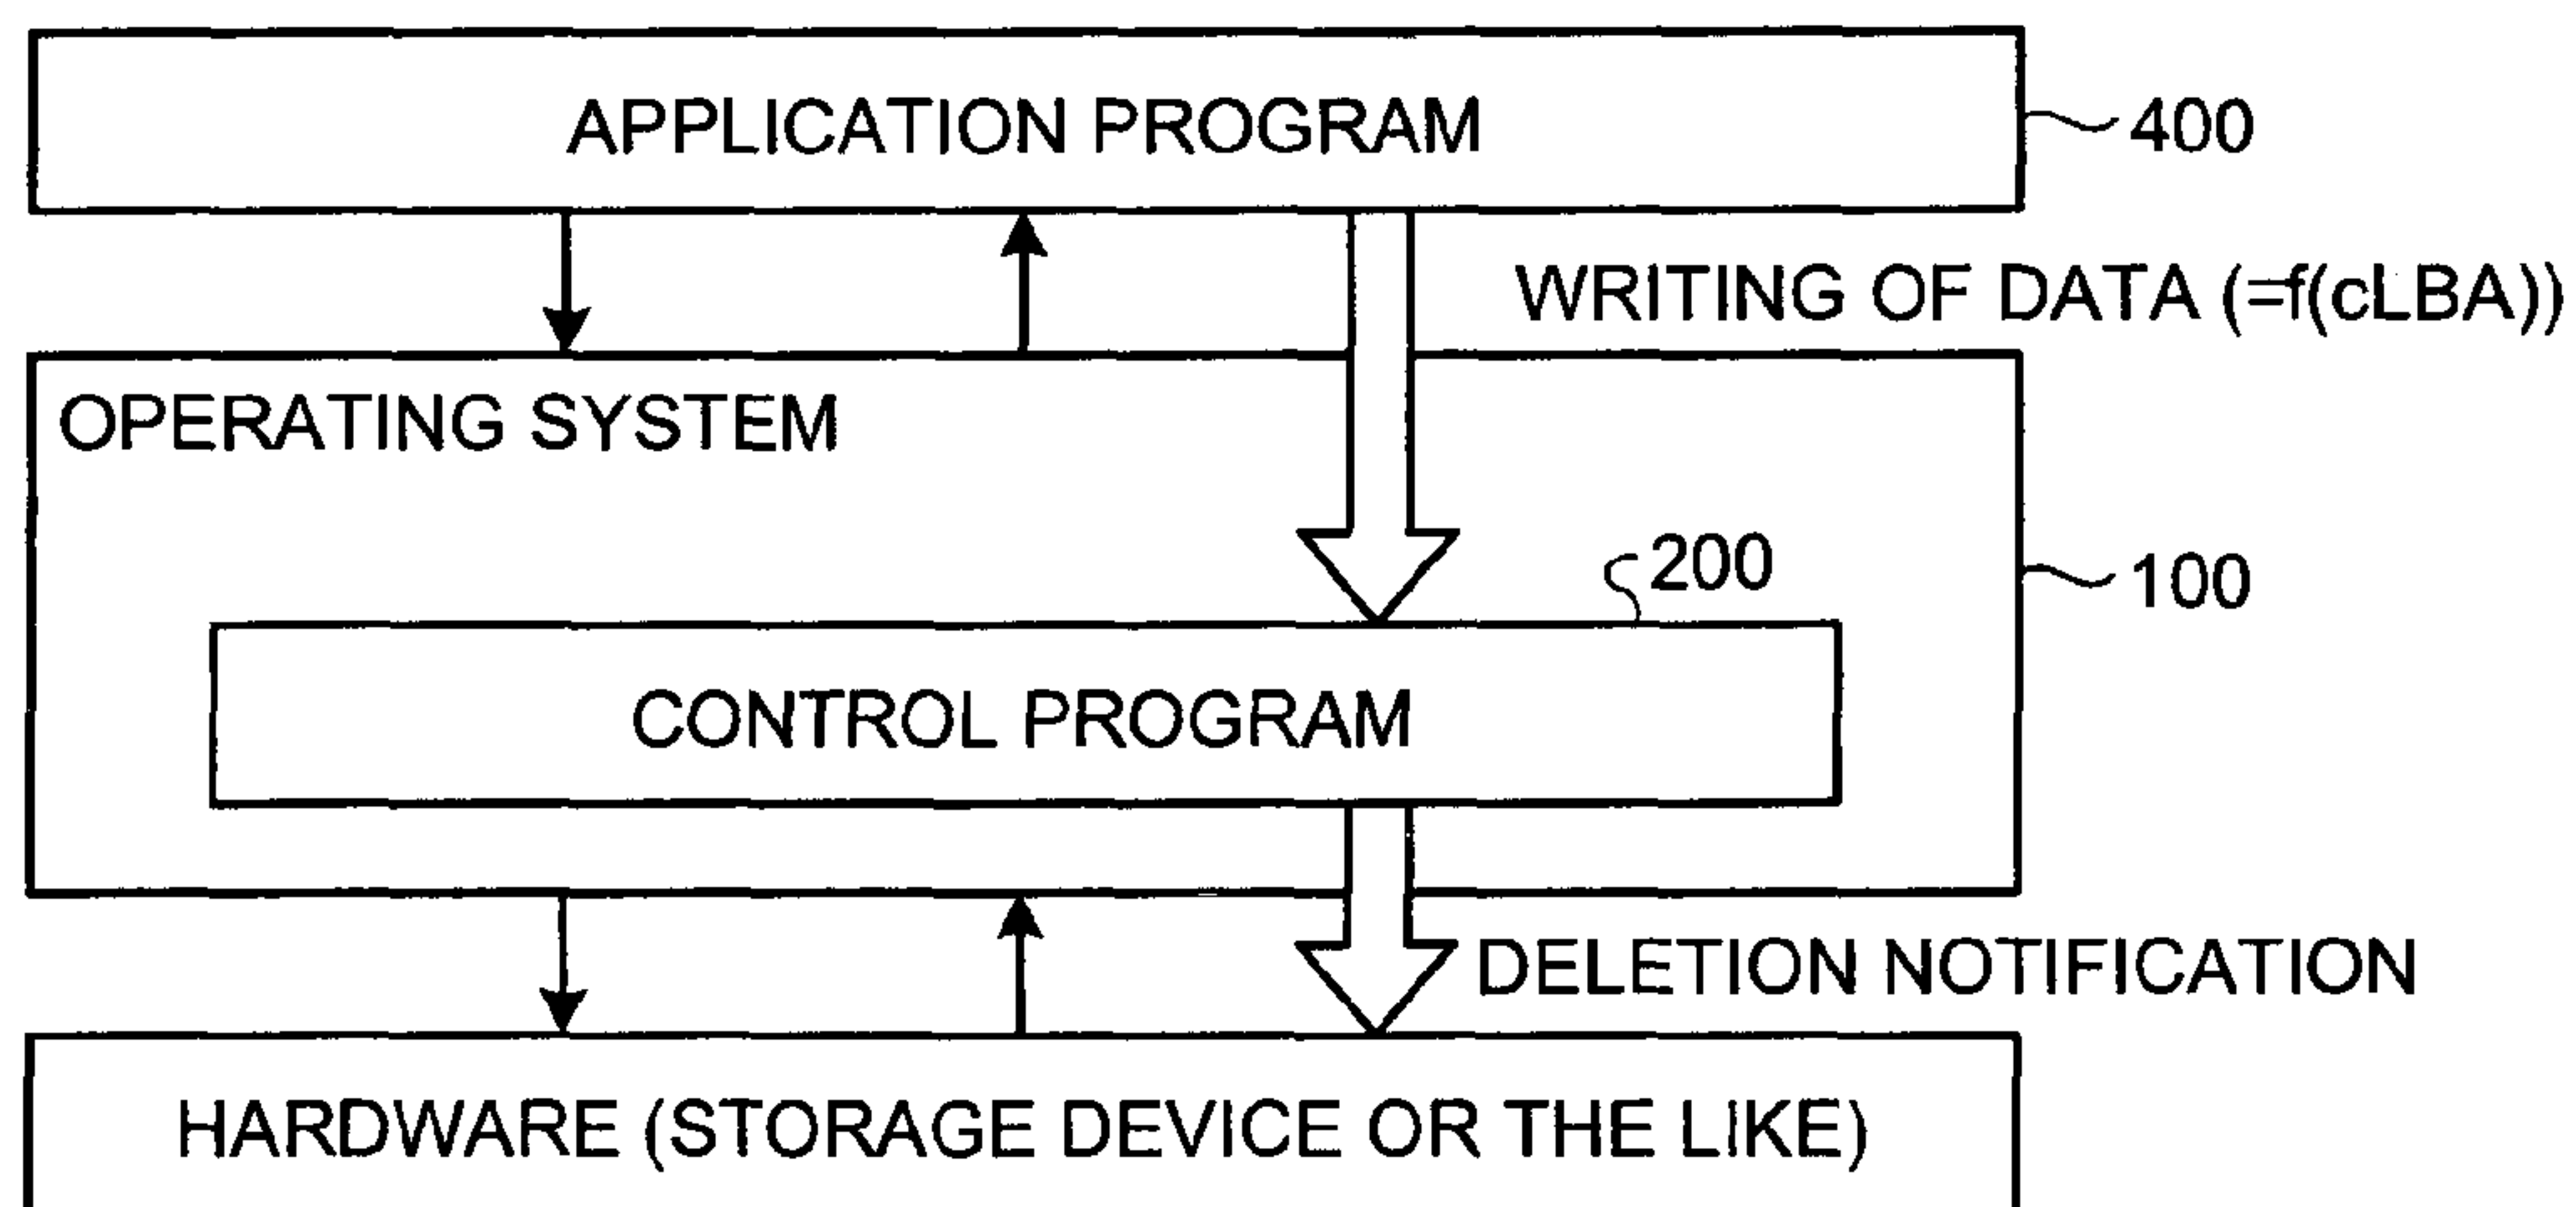 APPLICATION PROGRAM
400
WRITING OF DATA (=f(cLBA))
OPERATING SYSTEM
200
100
CONTROL PROGRAM
DELETION NOTIFICATION
HARDWARE (STORAGE DEVICE OR THE LIKE)